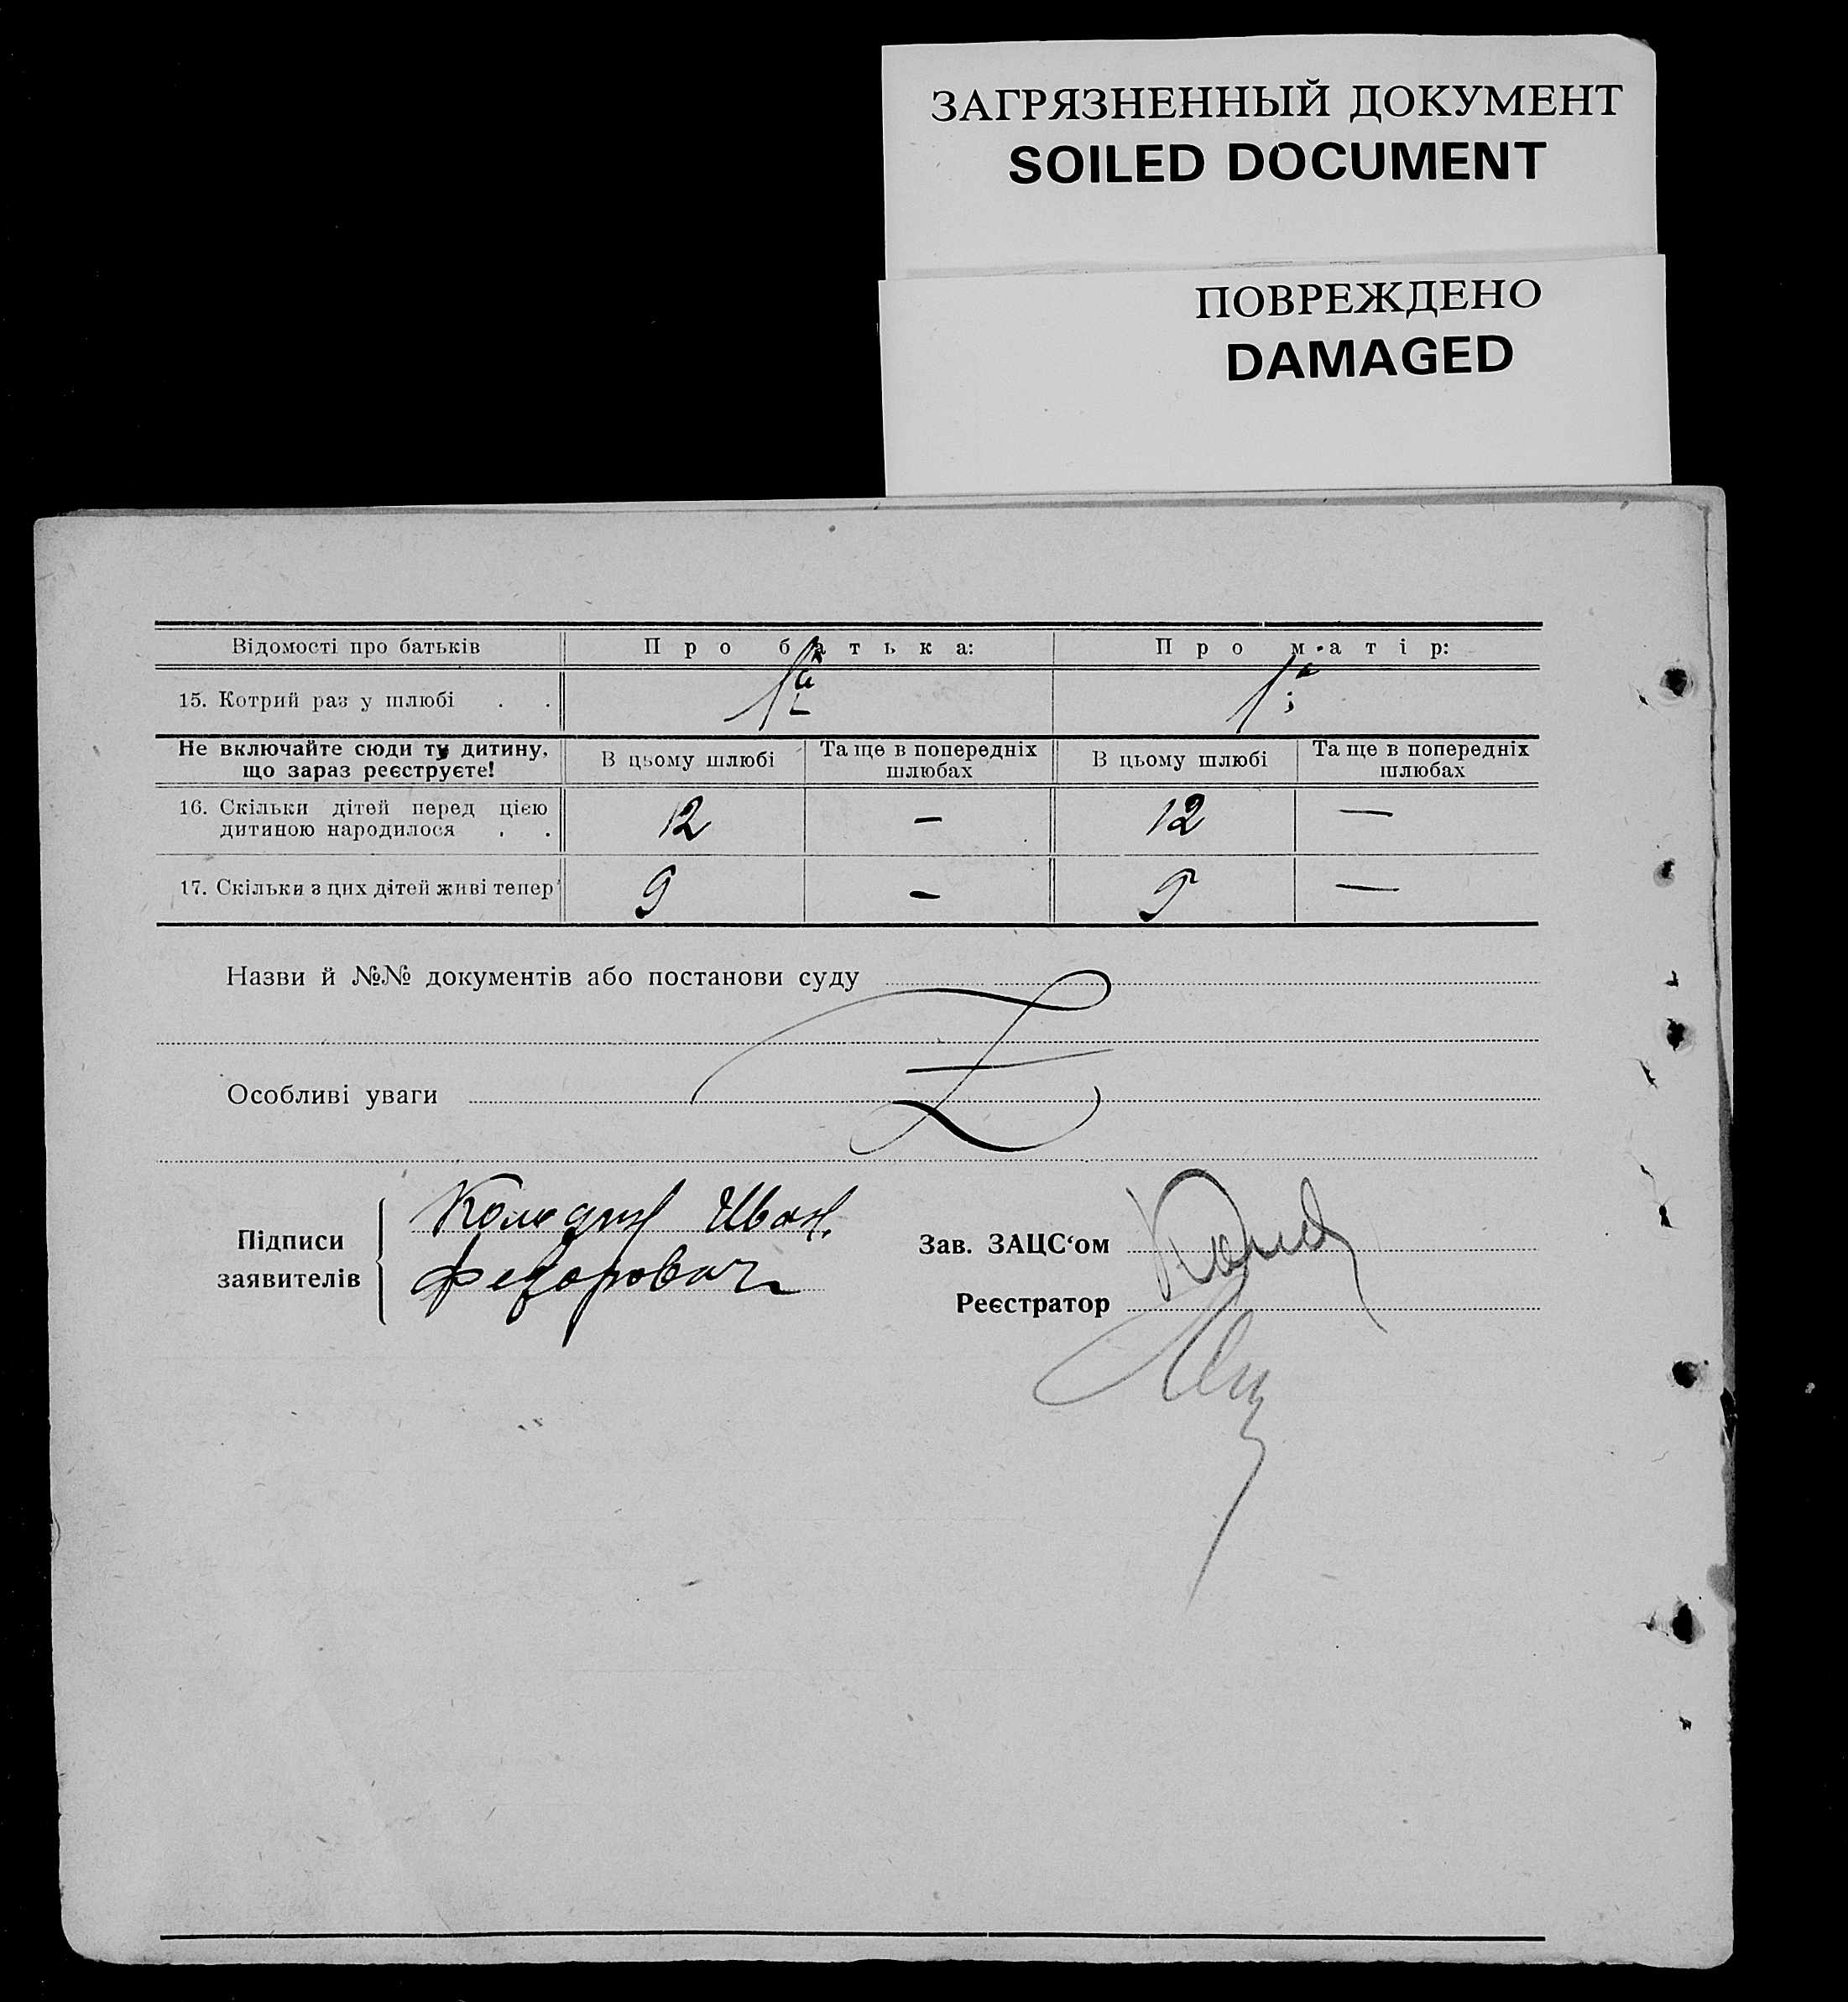 ЗАГРЯЗНЕННЫЙ ДОКУМЕНТ
SOILED DOCUMENT
ПОВРЕЖДЕНО
DAMAGED
Відомості про батьків Про батька: Про матір:
15. Котрий раз у шлюбі . . 1й 1а
Не включайте сюди ту дитину, що зараз реєструєте! В цьому шлюбі Та ще в попередніх шлюбах В цьому шлюбі Та ще в попередніх шлюбах
16. Скільки дітей перед цією дитиною народилося . . 12 — 12 —
17. Скільки з цих дітей живі тепер 9 — 9 —
Назви й №№ документів або постанови суду
Особливі уваги
Підписи заявителів
Иван
Федорович
Зав. ЗАЦС‘ом
Реєстратор